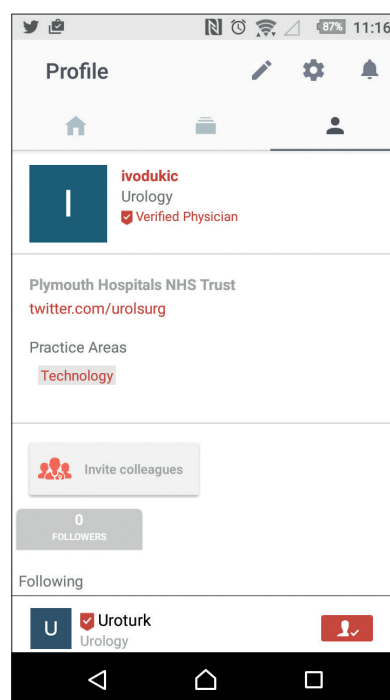 87% 11:16
Profile
I
ivodukic
Urology
Verified Physician
Plymouth Hospitals NHS Trust
twitter.com/urolsurg
Practice Areas
Technology
Invite colleagues
0
FOLLOWERS
Following
U
Uroturk
Urology